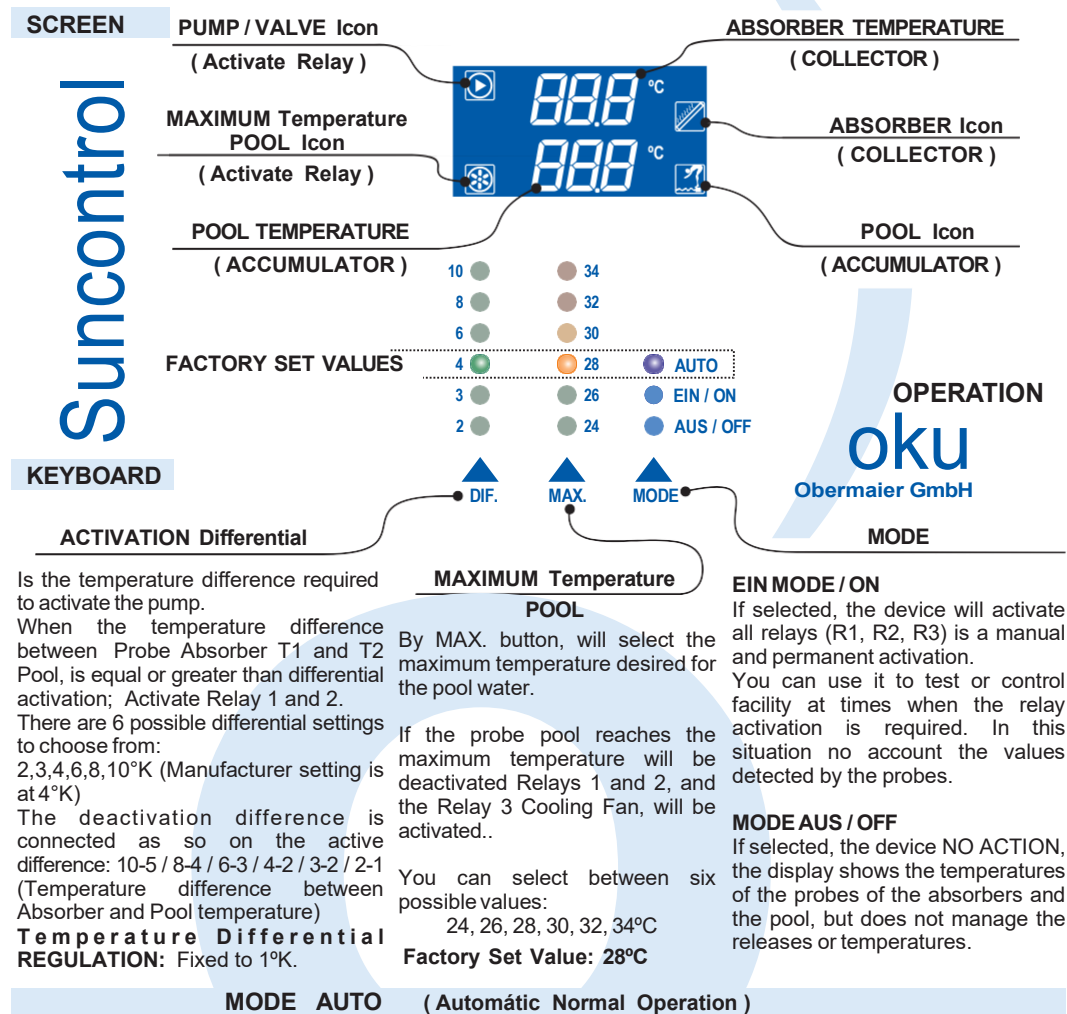 SCREEN
PUMP / VALVE Icon
( Activate Relay )
ABSORBER TEMPERATURE
( COLLECTOR )
Suncontrol
88.8 ºC
88.8 ºC
MAXIMUM Temperature
POOL Icon
( Activate Relay )
ABSORBER Icon
( COLLECTOR )
POOL TEMPERATURE
( ACCUMULATOR )
POOL Icon
( ACCUMULATOR )
10 34
8 32
6 30
FACTORY SET VALUES 4 28 AUTO
3 26 EIN / ON
2 24 AUS / OFF
OPERATION
oku
Obermaier GmbH
KEYBOARD
DIF. MAX. MODE
ACTIVATION Differential
Is the temperature difference required
to activate the pump.
When the temperature difference
between Probe Absorber T1 and T2
Pool, is equal or greater than differential
activation; Activate Relay 1 and 2.
There are 6 possible differential settings
to choose from:
2,3,4,6,8,10°K (Manufacturer setting is
at 4°K)
The deactivation difference is
connected as so on the active
difference: 10-5 / 8-4 / 6-3 / 4-2 / 3-2 / 2-1
(Temperature difference between
Absorber and Pool temperature)
Temperature Differential
REGULATION: Fixed to 1ºK.
MAXIMUM Temperature
POOL
By MAX. button, will select the
maximum temperature desired for
the pool water.
If the probe pool reaches the
maximum temperature will be
deactivated Relays 1 and 2, and
the Relay 3 Cooling Fan, will be
activated..
You can select between six
possible values:
24, 26, 28, 30, 32, 34ºC
Factory Set Value: 28ºC
MODE
EIN MODE / ON
If selected, the device will activate
all relays (R1, R2, R3) is a manual
and permanent activation.
You can use it to test or control
facility at times when the relay
activation is required. In this
situation no account the values
detected by the probes.
MODE AUS / OFF
If selected, the device NO ACTION,
the display shows the temperatures
of the probes of the absorbers and
the pool, but does not manage the
releases or temperatures.
MODE AUTO ( Automátic Normal Operation )